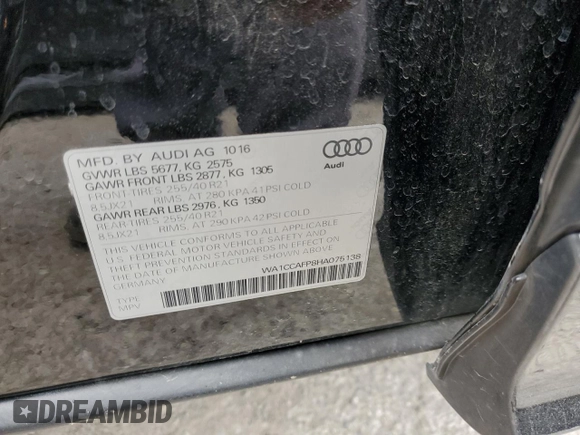 MFD. BY AUDI AG 10 16
GVWR LBS 5677, KG 2575
GAWR FRONT LBS 2877, KG 1305
FRONT TIRES 255/40 R21
8.5JX21 RIMS, AT 280 KPA 41 PSI COLD
GAWR REAR LBS 2976, KG 1350
REAR TIRES 255/40 R21
8.5JX21 RIMS, AT 290 KPA 42 PSI COLD
THIS VEHICLE CONFORMS TO ALL APPLICABLE
U.S. FEDERAL MOTOR VEHICLE SAFETY AND
THEFT PREVENTION STANDARDS IN EFFECT ON
THE DATE OF MANUFACTURE SHOWN ABOVE.
Audi
WA1CCAFP8HA075138
TYPE:
MPV
DREAMBID